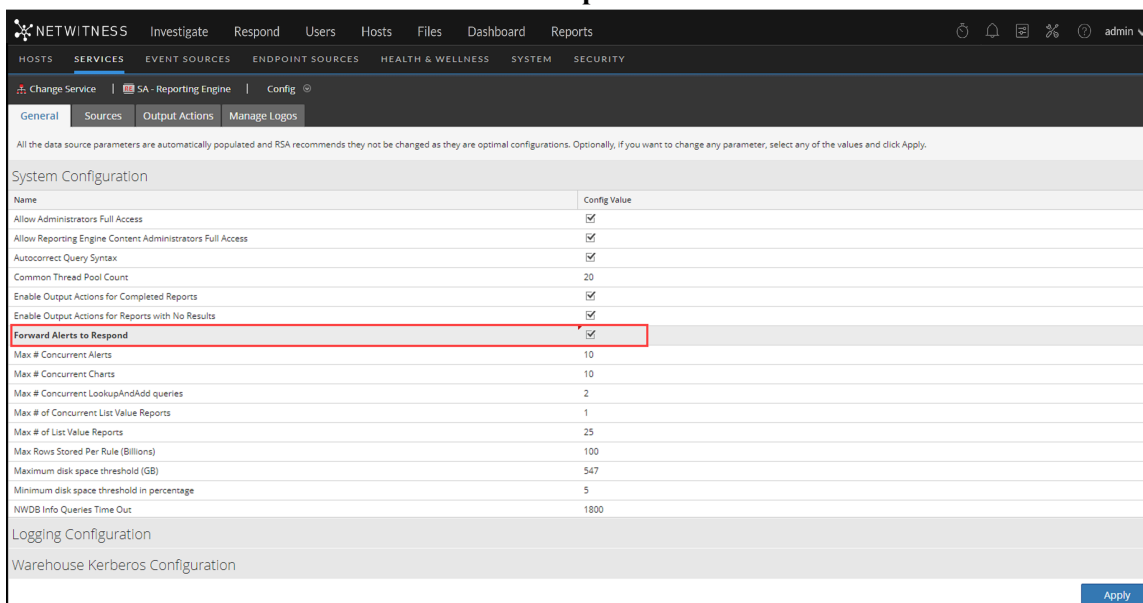 NETWITNESS Investigate Respond Users Hosts Files Dashboard Reports admin
HOSTS SERVICES EVENT SOURCES ENDPOINT SOURCES HEALTH & WELLNESS SYSTEM SECURITY
Change Service | SA - Reporting Engine | Config
General Sources Output Actions Manage Logos
All the data source parameters are automatically populated and RSA recommends they not be changed as they are optimal configurations. Optionally, if you want to change any parameter, select any of the values and click Apply.
System Configuration
Name Config Value
Allow Administrators Full Access
Allow Reporting Engine Content Administrators Full Access
Autocorrect Query Syntax
Common Thread Pool Count 20
Enable Output Actions for Completed Reports
Enable Output Actions for Reports with No Results
Forward Alerts to Respond
Max # Concurrent Alerts 10
Max # Concurrent Charts 10
Max # Concurrent LookupAndAdd queries 2
Max # of Concurrent List Value Reports 1
Max # of List Value Reports 25
Max Rows Stored Per Rule (Billions) 100
Maximum disk space threshold (GB) 547
Minimum disk space threshold in percentage 5
NWDB Info Queries Time Out 1800
Logging Configuration
Warehouse Kerberos Configuration
Apply